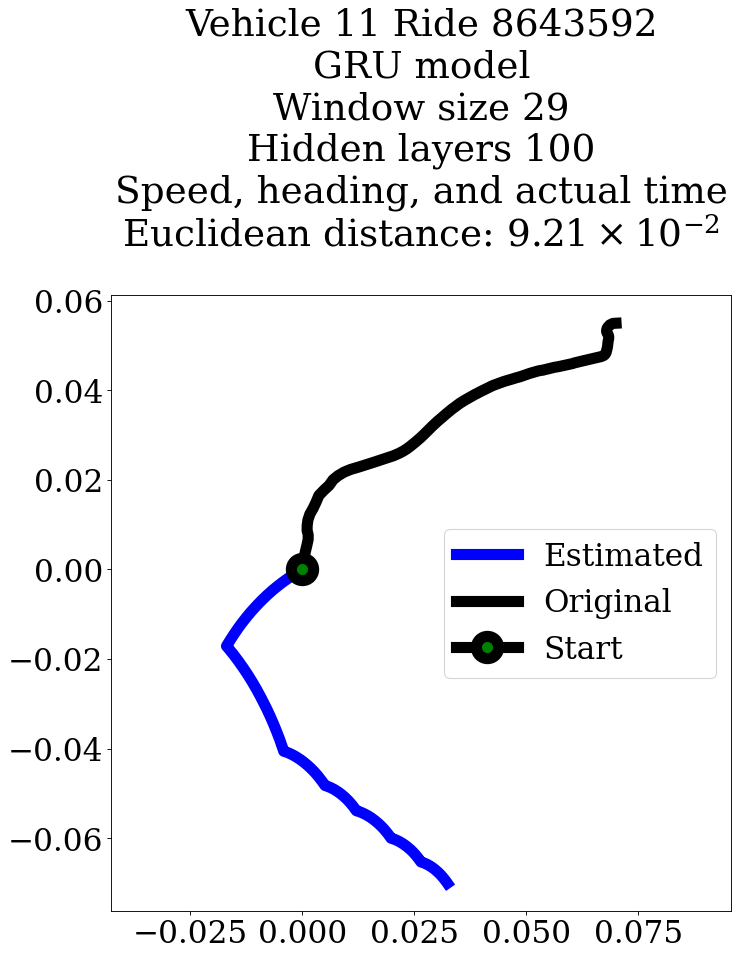 Vehicle 11 Ride 8643592
GRU model
Window size 29
Hidden layers 100
Speed, heading, and actual time
Euclidean distance: 9.21 × 10⁻²
0.06
0.04
0.02
0.00
−0.02
−0.04
−0.06
Estimated
Original
Start
−0.025 0.000 0.025 0.050 0.075